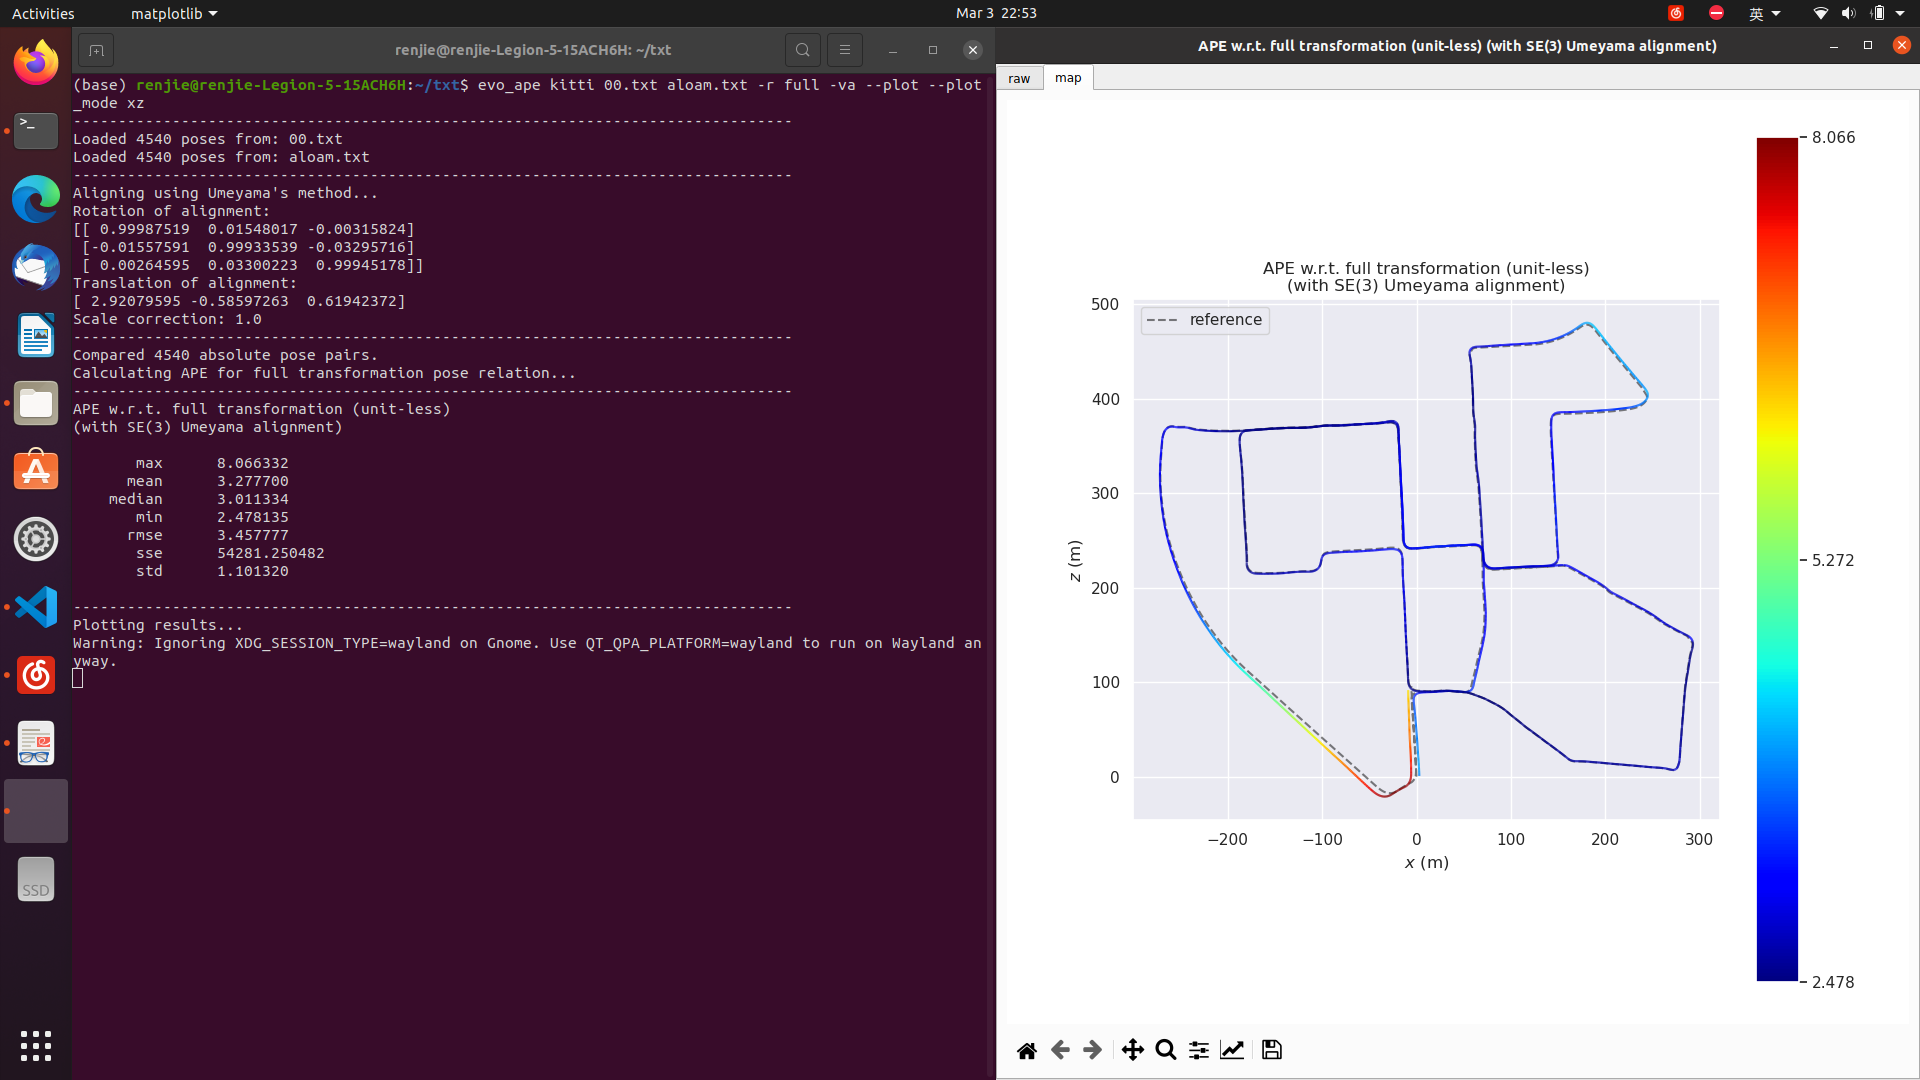 Activities
matplotlib
Mar 3 22:53
英
renjie@renjie-Legion-5-15ACH6H: ~/txt
(base) renjie@renjie-Legion-5-15ACH6H:~/txt$ evo_ape kitti 00.txt aloam.txt -r full -va --plot --plot
_mode xz
--------------------------------------------------------------------------------
Loaded 4540 poses from: 00.txt
Loaded 4540 poses from: aloam.txt
--------------------------------------------------------------------------------
Aligning using Umeyama's method...
Rotation of alignment:
[[ 0.99987519  0.01548017 -0.00315824]
 [-0.01557591  0.99933539 -0.03295716]
 [ 0.00264595  0.03300223  0.99945178]]
Translation of alignment:
[ 2.92079595 -0.58597263  0.61942372]
Scale correction: 1.0
--------------------------------------------------------------------------------
Compared 4540 absolute pose pairs.
Calculating APE for full transformation pose relation...
--------------------------------------------------------------------------------
APE w.r.t. full transformation (unit-less)
(with SE(3) Umeyama alignment)
max 8.066332
mean 3.277700
median 3.011334
min 2.478135
rmse 3.457777
sse 54281.250482
std 1.101320
--------------------------------------------------------------------------------
Plotting results...
Warning: Ignoring XDG_SESSION_TYPE=wayland on Gnome. Use QT_QPA_PLATFORM=wayland to run on Wayland an
yway.
SSD
APE w.r.t. full transformation (unit-less) (with SE(3) Umeyama alignment)
raw
map
APE w.r.t. full transformation (unit-less)
(with SE(3) Umeyama alignment)
reference
500
400
300
200
100
0
z (m)
−200
−100
0
100
200
300
x (m)
8.066
5.272
2.478